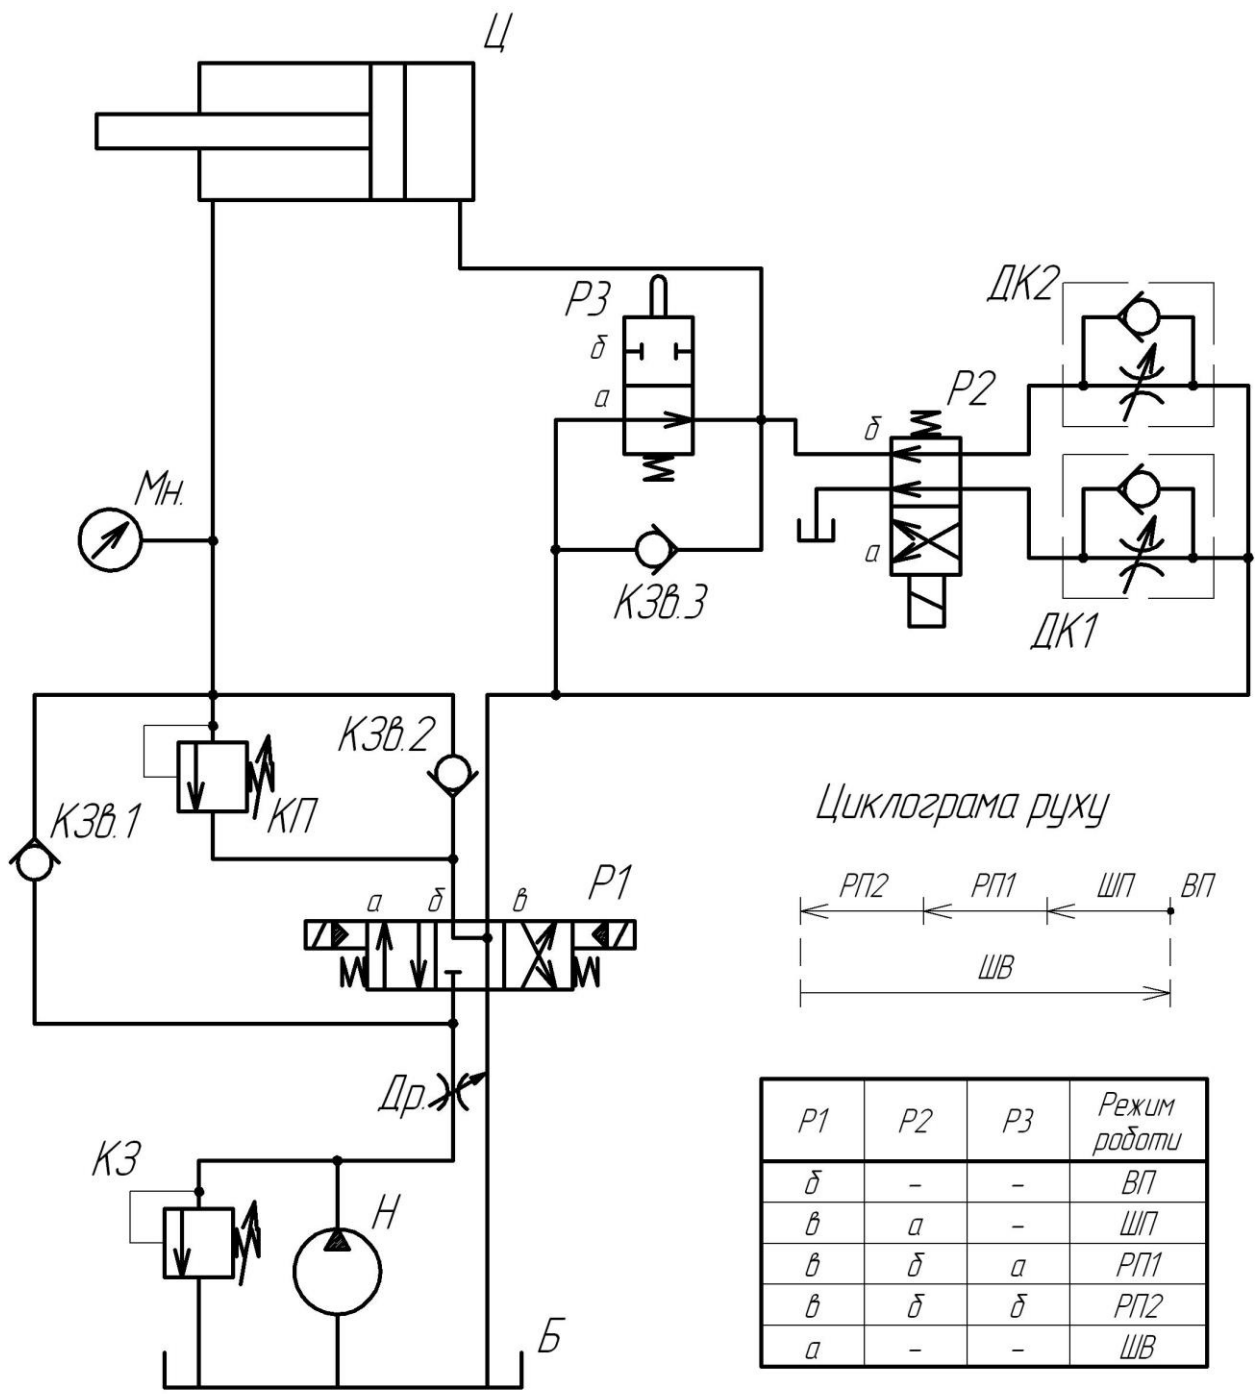 Ц
Р3
б
а
ДК2
Р2
б
а
Мн.
КЗв.3
ДК1
КЗв.2
КЗв.1
КП
Циклограма руху
РП2 РП1 ШП ВП
ШВ
а б в
Р1
Др.
КЗ
Н
Б
Р1 Р2 Р3 Режим
роботи
б – – ВП
в а – ШП
в б а РП1
в б б РП2
а – – ШВ